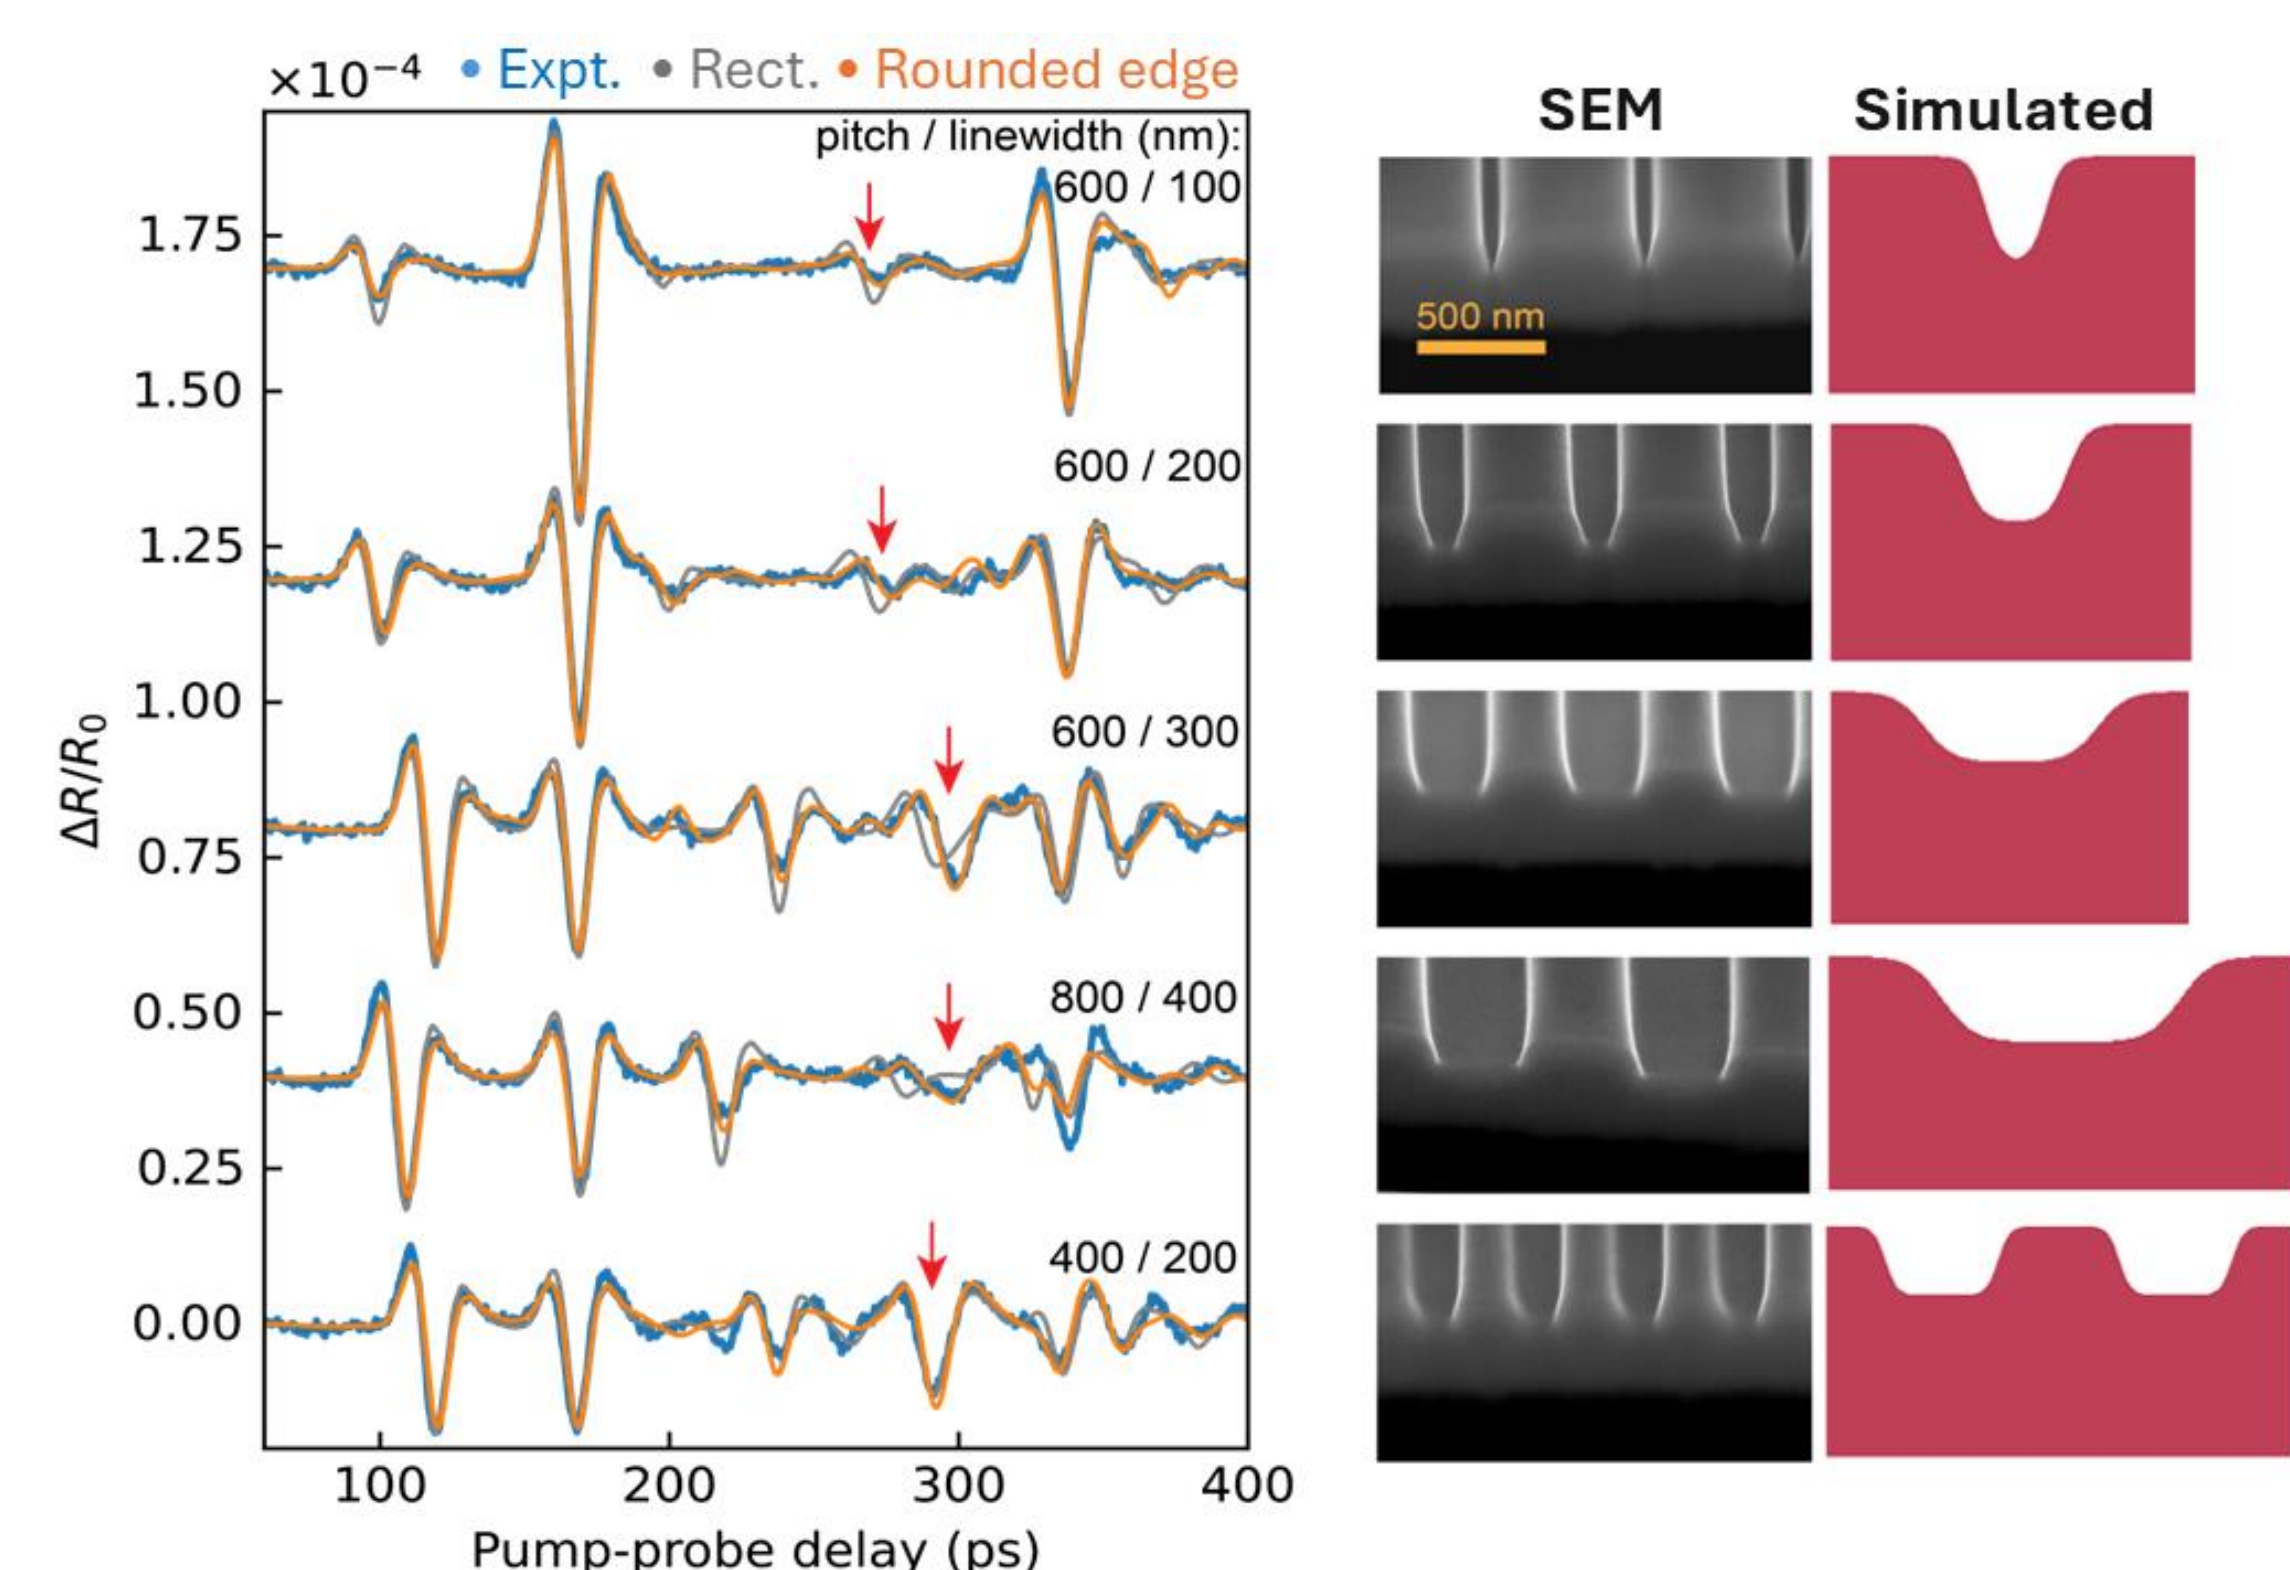 ×10⁻⁴ • Expt. • Rect. • Rounded edge
pitch / linewidth (nm):
600 / 100
600 / 200
600 / 300
800 / 400
400 / 200
1.75
1.50
1.25
1.00
0.75
0.50
0.25
0.00
ΔR/R₀
100 200 300 400
Pump-probe delay (ps)
SEM Simulated
500 nm